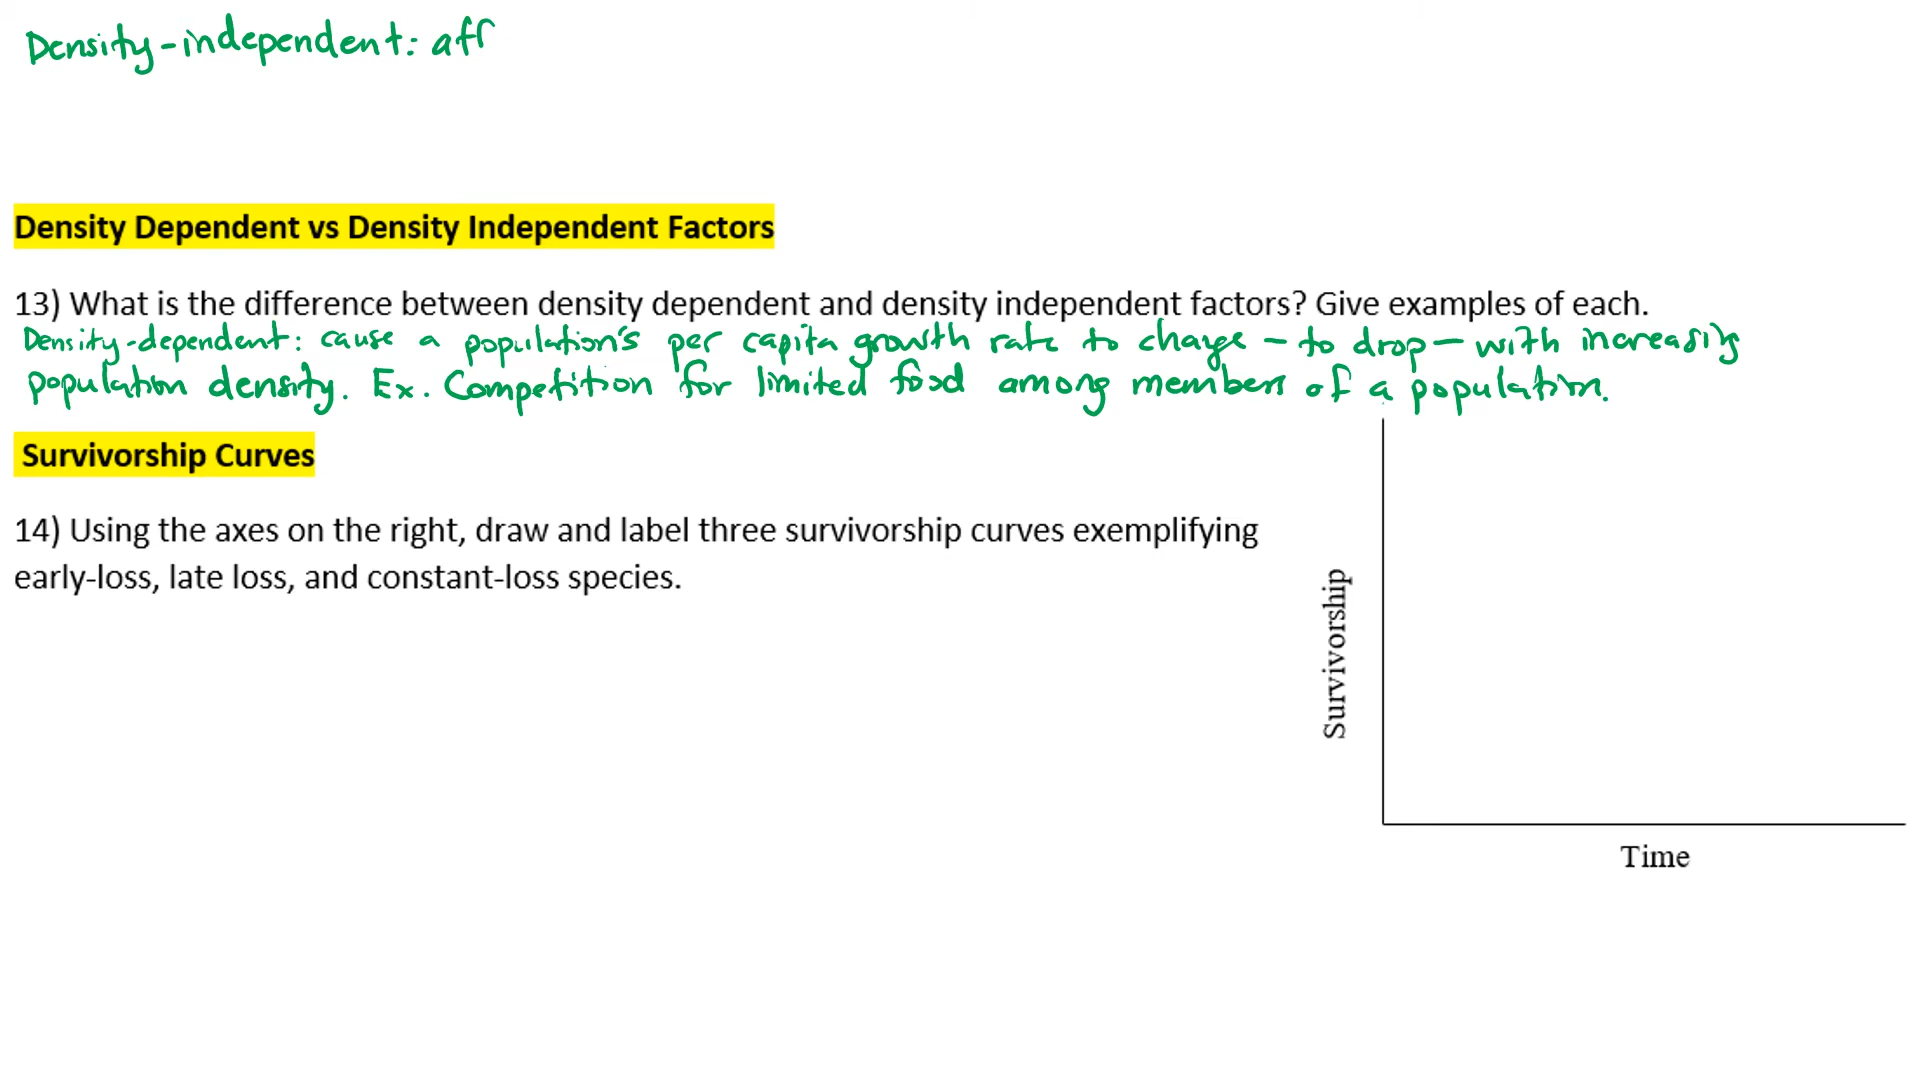 Density-independent: aff
Density Dependent vs Density Independent Factors
13) What is the difference between density dependent and density independent factors? Give examples of each.
Density-dependent: cause a population's per capita growth rate to change - to drop - with increasing
population density. Ex. Competition for limited food among members of a population.
Survivorship Curves
14) Using the axes on the right, draw and label three survivorship curves exemplifying
early-loss, late loss, and constant-loss species.
Survivorship
Time